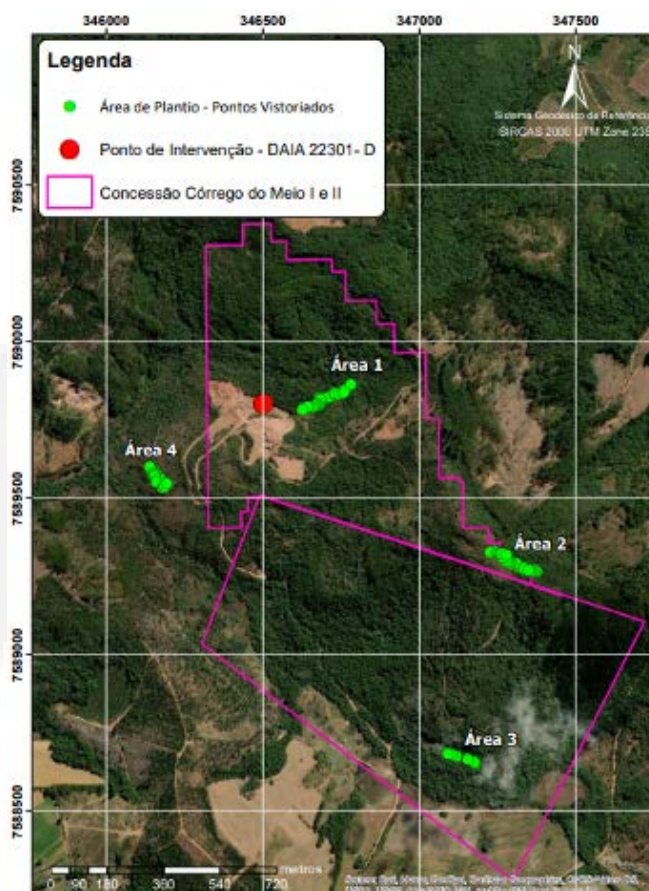 346000 346500 347000 347500
Legenda
Área de Plantio - Pontos Vistoriados
Ponto de Intervenção - DAIA 22301- D
Concessão Córrego do Meio I e II
N
Sistema Geodésico de Referência
SIRGAS 2000 UTM Zone 23S
7590500
7590000
7589500
7589000
7588500
Área 1
Área 4
Área 2
Área 3
0 90 180 360 540 720
metros